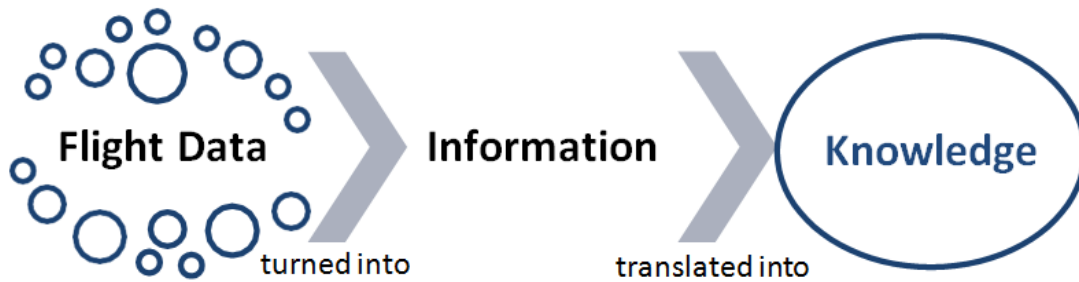 Flight Data
turned into
Information
translated into
Knowledge